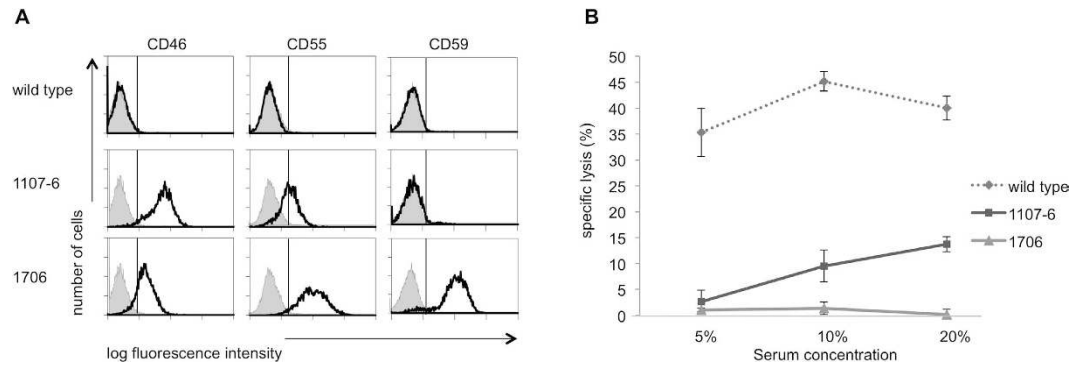 A
CD46
CD55
CD59
wild type
1107-6
1706
number of cells
log fluorescence intensity
B
50
45
40
35
30
25
20
15
10
5
0
specific lysis (%)
5%
10%
20%
Serum concentration
wild type
1107-6
1706